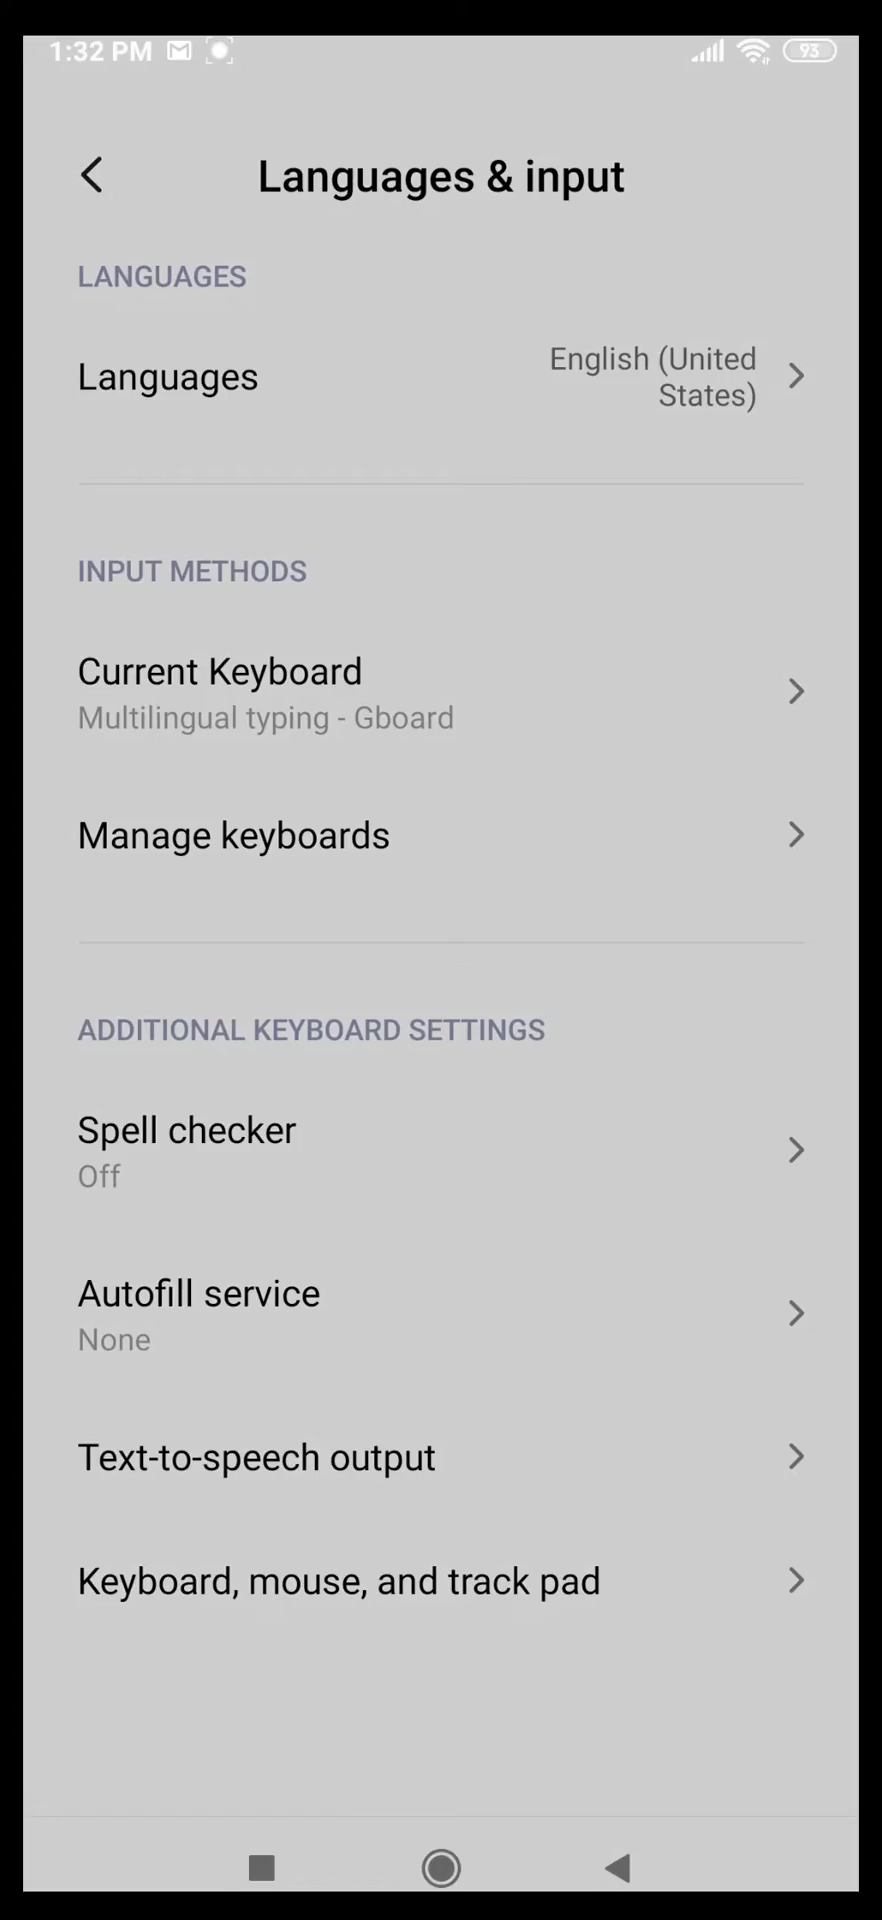 1:32 PM
93
Languages & input
LANGUAGES
Languages
English (United
States)
INPUT METHODS
Current Keyboard
Multilingual typing - Gboard
Manage keyboards
ADDITIONAL KEYBOARD SETTINGS
Spell checker
Off
Autofill service
None
Text-to-speech output
Keyboard, mouse, and track pad